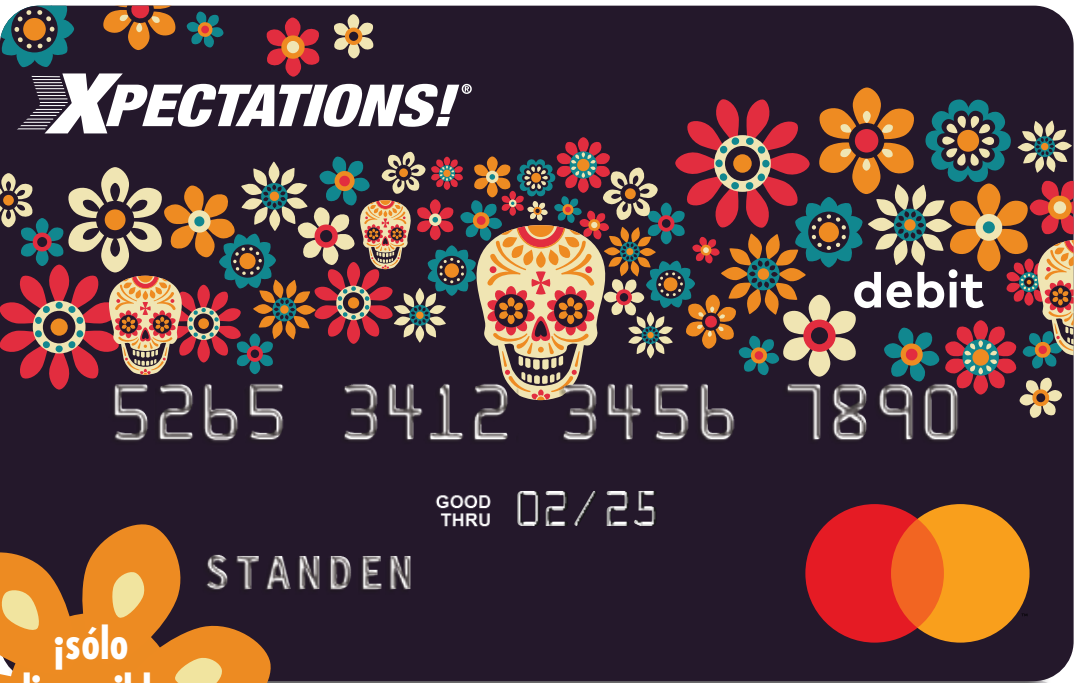 XPECTATIONS!®
debit
5265 3412 3456 7890
GOOD
THRU 02/25
STANDEN
¡sólo